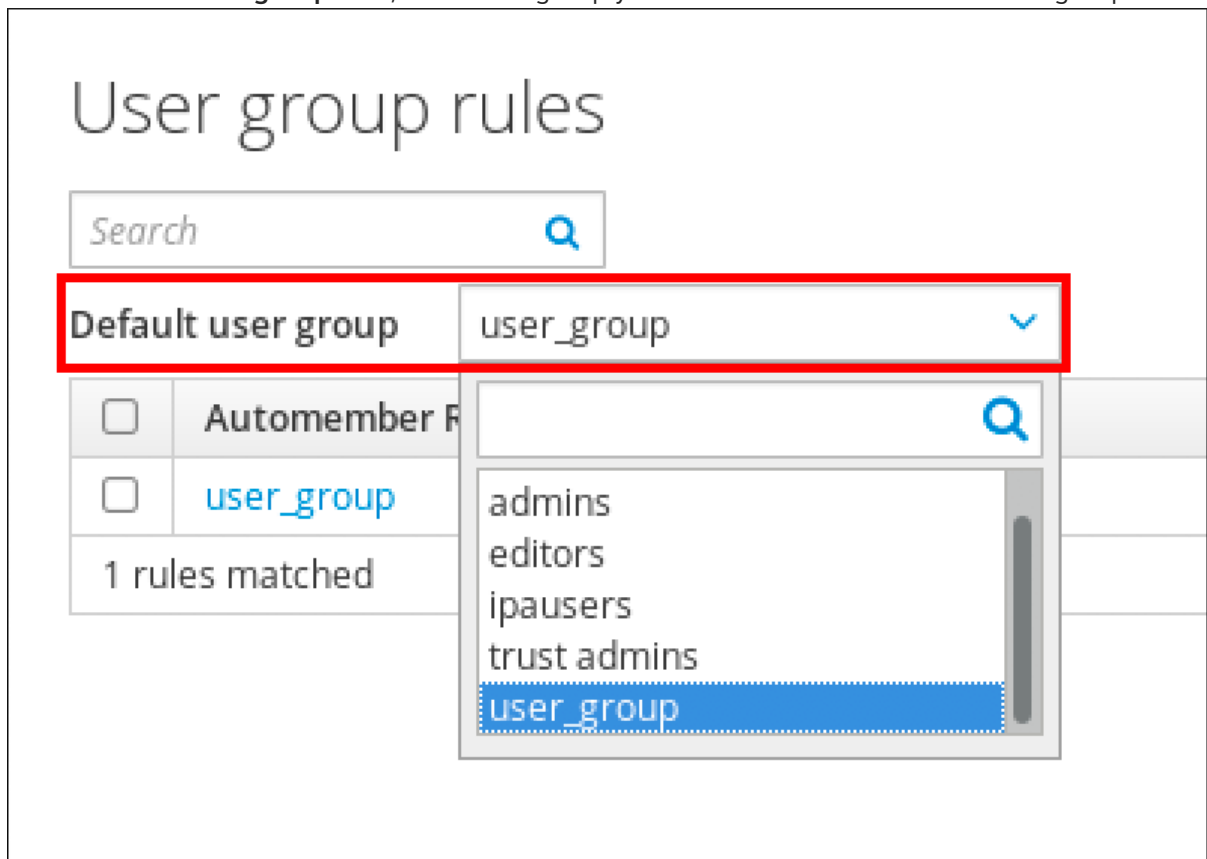 User group rules
Search
Default user group user_group
Automember R
user_group
1 rules matched
admins
editors
ipausers
trust admins
user_group